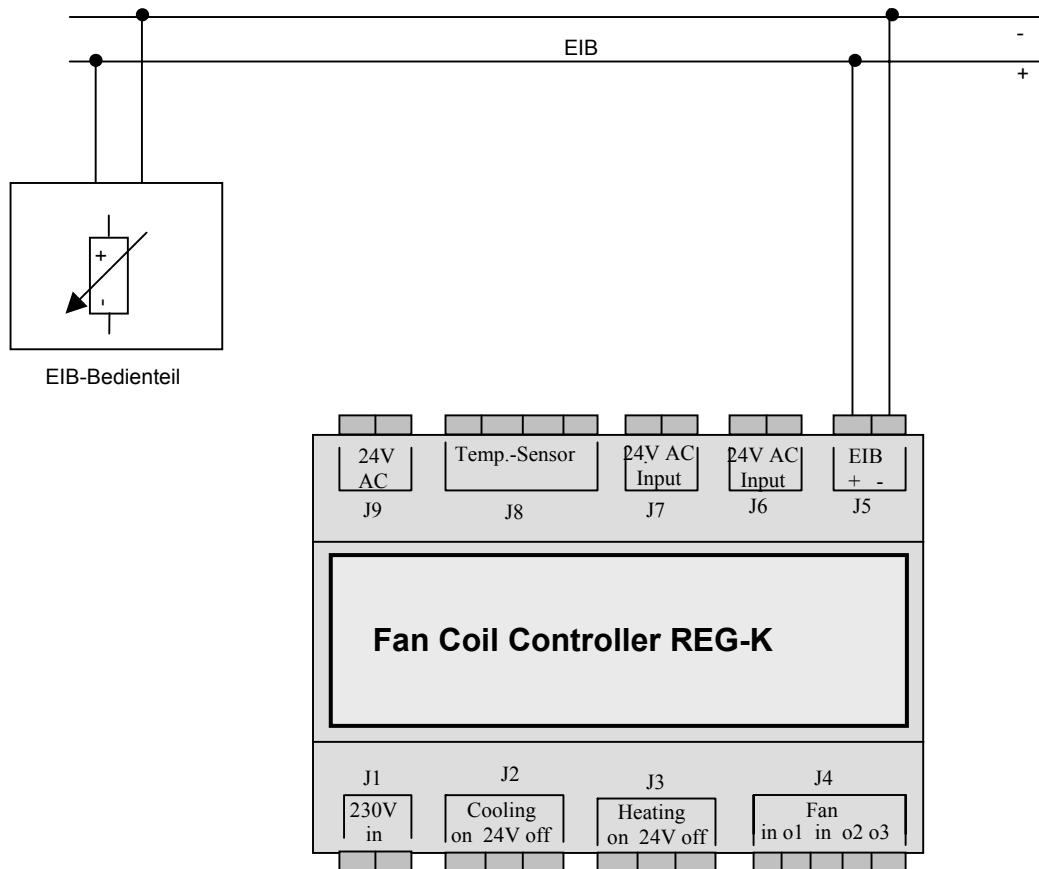 -
EIB
+
+
-
EIB-Bedienteil
24V
AC
J9
Temp.-Sensor
J8
24V AC
Input
J7
24V AC
Input
J6
EIB
+ -
J5
Fan Coil Controller REG-K
J1
230V
in
J2
Cooling
on 24V off
J3
Heating
on 24V off
J4
Fan
in o1 in o2 o3